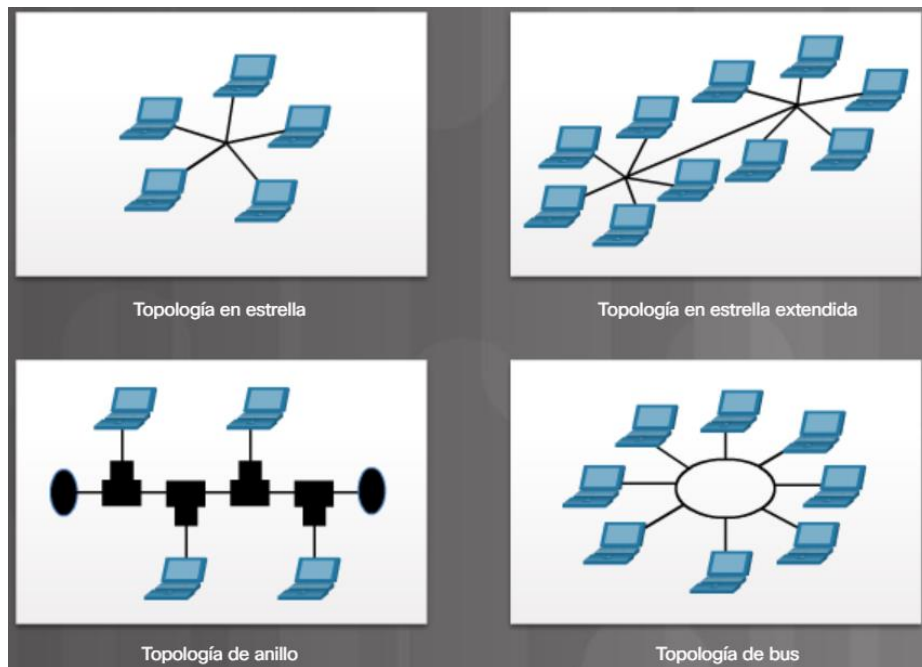 Topología en estrella
Topología en estrella extendida
Topología de anillo
Topología de bus